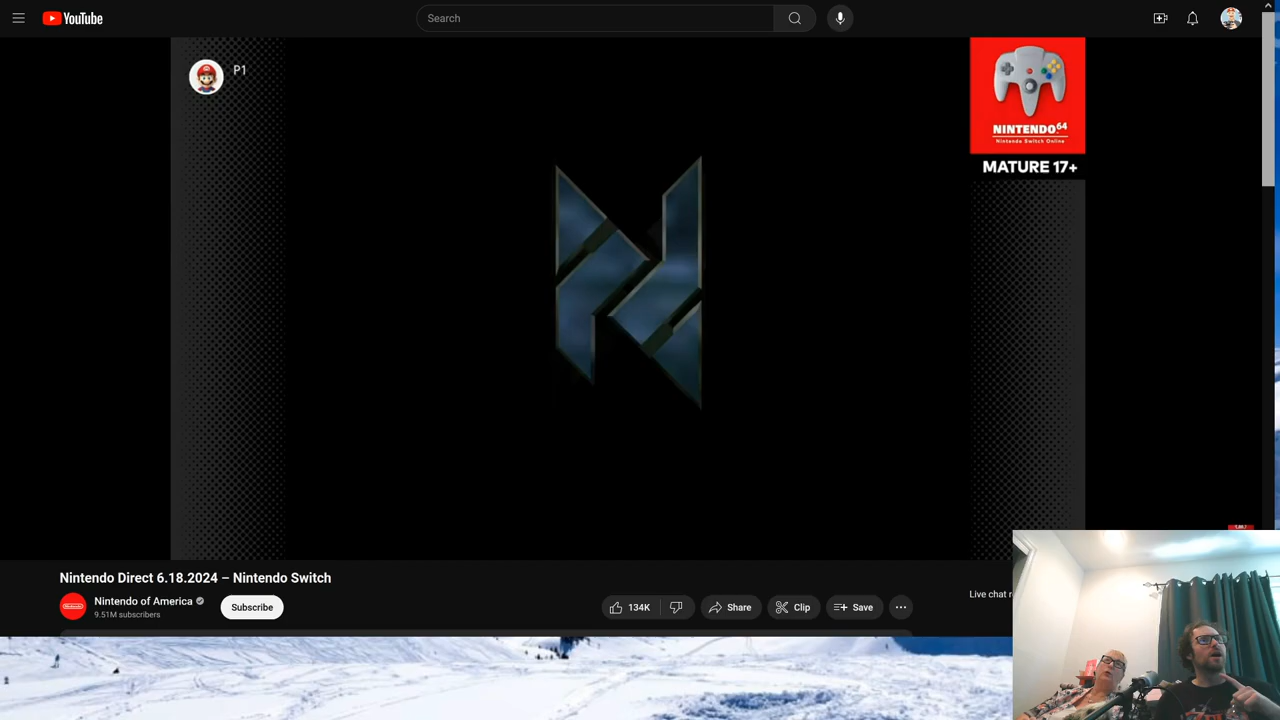 YouTube
Search
P1
NINTENDO 64
Nintendo Switch Online
MATURE 17+
Nintendo Direct 6.18.2024 – Nintendo Switch
Nintendo of America
9.51M subscribers
Subscribe
134K
Share
Clip
Save
Live chat r